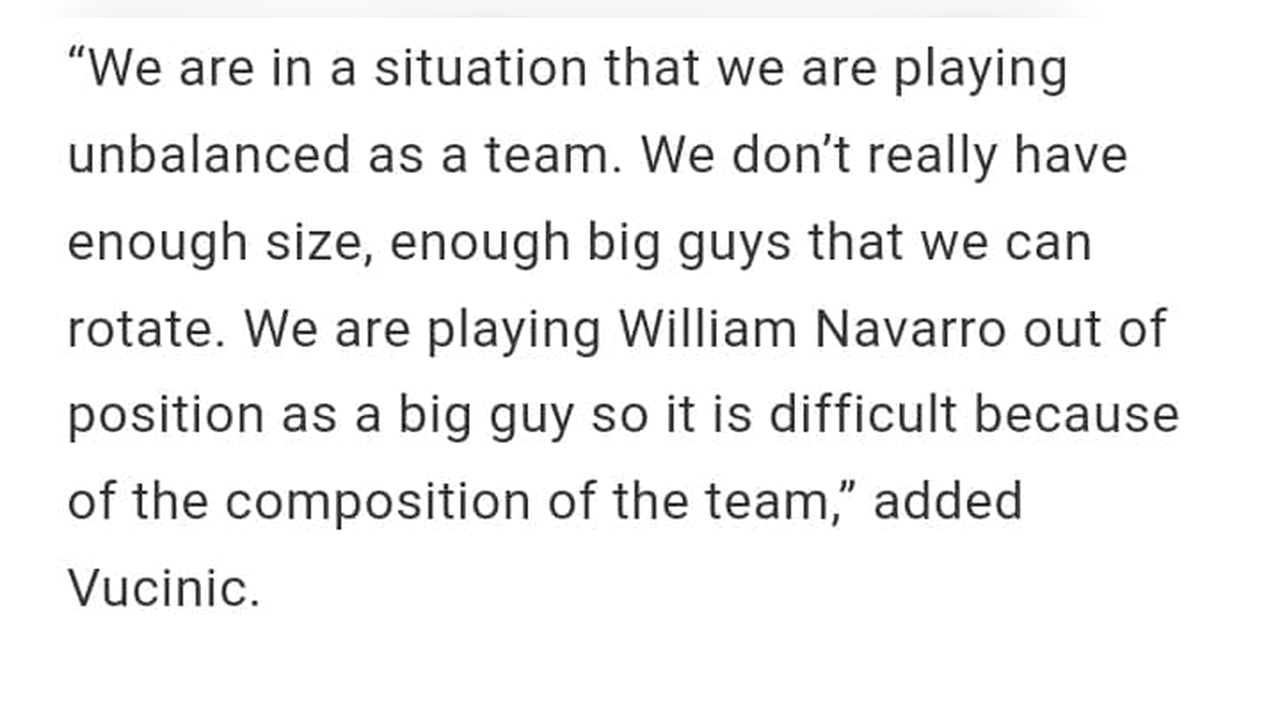 “We are in a situation that we are playing
unbalanced as a team. We don’t really have
enough size, enough big guys that we can
rotate. We are playing William Navarro out of
position as a big guy so it is difficult because
of the composition of the team,” added
Vucinic.